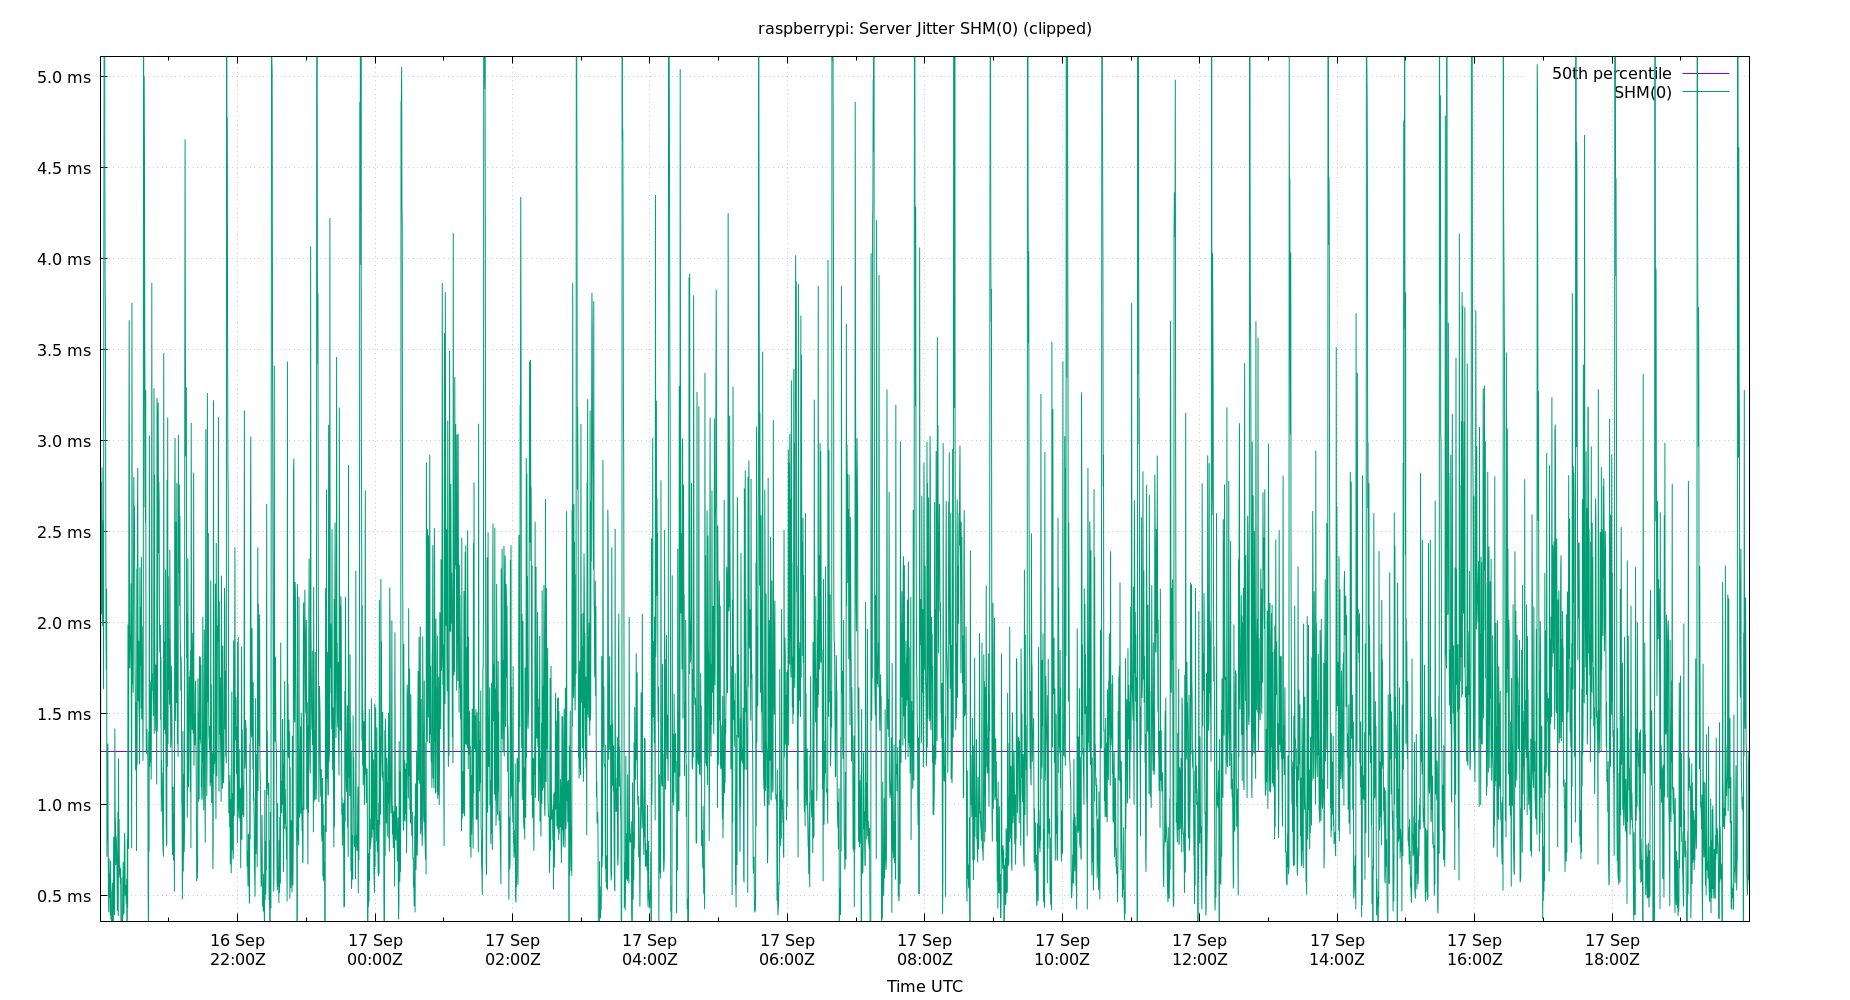 raspberrypi: Server Jitter SHM(0) (clipped)
50th percentile
SHM(0)
5.0 ms
4.5 ms
4.0 ms
3.5 ms
3.0 ms
2.5 ms
2.0 ms
1.5 ms
1.0 ms
0.5 ms
16 Sep 17 Sep 17 Sep 17 Sep 17 Sep 17 Sep 17 Sep 17 Sep 17 Sep 17 Sep 17 Sep
22:00Z 00:00Z 02:00Z 04:00Z 06:00Z 08:00Z 10:00Z 12:00Z 14:00Z 16:00Z 18:00Z
Time UTC